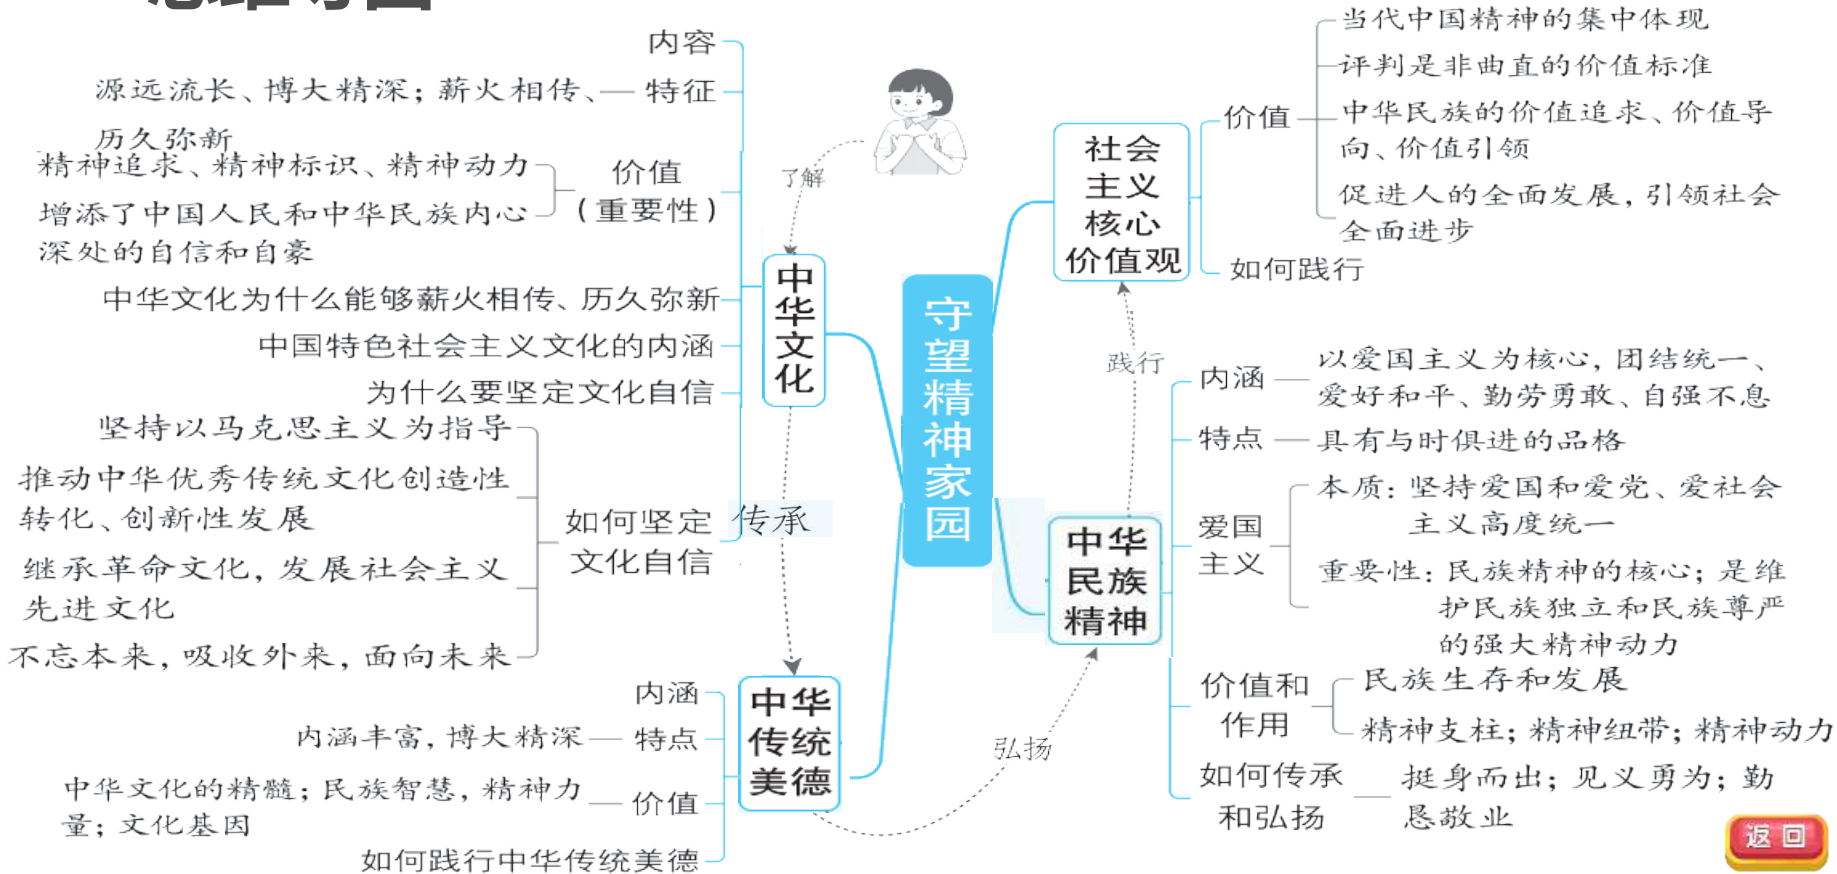 思维导图
内容
源远流长、博大精深；薪火相传、
历久弥新
特征
精神追求、精神标识、精神动力
增添了中国人民和中华民族内心
深处的自信和自豪
价值
（重要性）
中华文化为什么能够薪火相传、历久弥新
中国特色社会主义文化的内涵
为什么要坚定文化自信
坚持以马克思主义为指导
推动中华优秀传统文化创造性
转化、创新性发展
继承革命文化，发展社会主义
先进文化
不忘本来，吸收外来，面向未来
如何坚定
文化自信
了解
中
华
文
化
传承
内涵
内涵丰富，博大精深
特点
中华文化的精髓；民族智慧，精神力
量；文化基因
价值
如何践行中华传统美德
中华
传统
美德
弘扬
守
望
精
神
家
园
社会
主义
核心
价值观
价值
当代中国精神的集中体现
评判是非曲直的价值标准
中华民族的价值追求、价值导
向、价值引领
促进人的全面发展，引领社会
全面进步
如何践行
践行
中华
民族
精神
内涵
以爱国主义为核心，团结统一、
爱好和平、勤劳勇敢、自强不息
特点
具有与时俱进的品格
爱国
主义
本质：坚持爱国和爱党、爱社会
主义高度统一
重要性：民族精神的核心；是维
护民族独立和民族尊严
的强大精神动力
价值和
作用
民族生存和发展
精神支柱；精神纽带；精神动力
如何传承
和弘扬
挺身而出；见义勇为；勤
恳敬业
返回